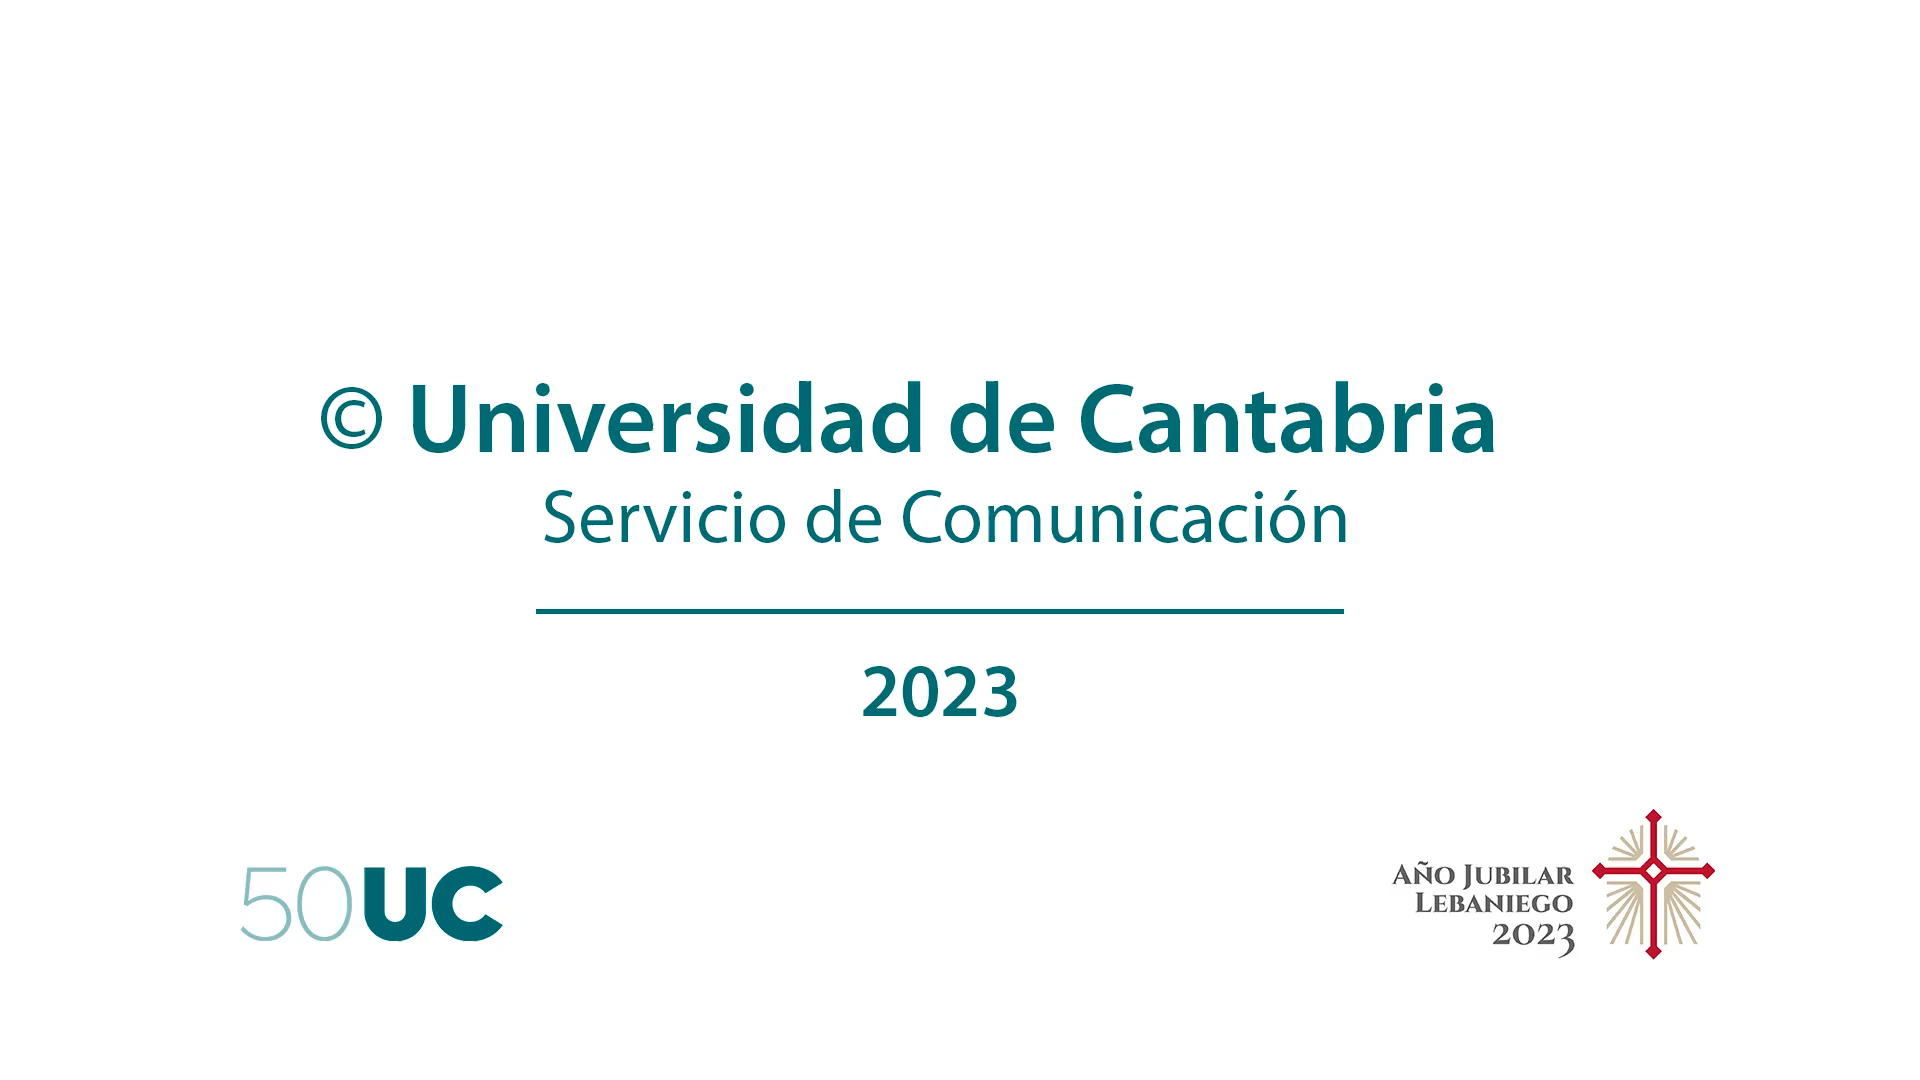 © Universidad de Cantabria
Servicio de Comunicación
2023
50UC
Año Jubilar
Lebaniego
2023